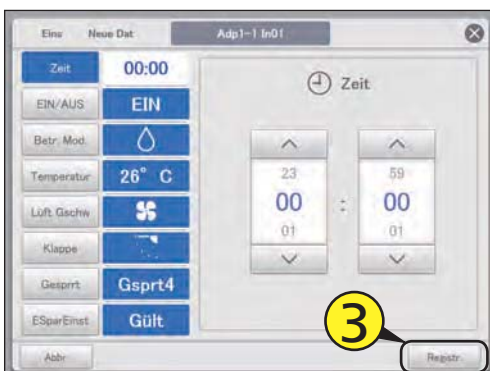 Eins Neue Dat Adp1-1 In01
Zeit 00:00
EIN/AUS EIN
Betr. Mod.
Temperatur 26° C
Lüft.Gschw
Klappe
Gesprrt Gsprt4
ESparEinst Gült
Zeit
23 59
00 : 00
01 01
3
Abbr Registr.